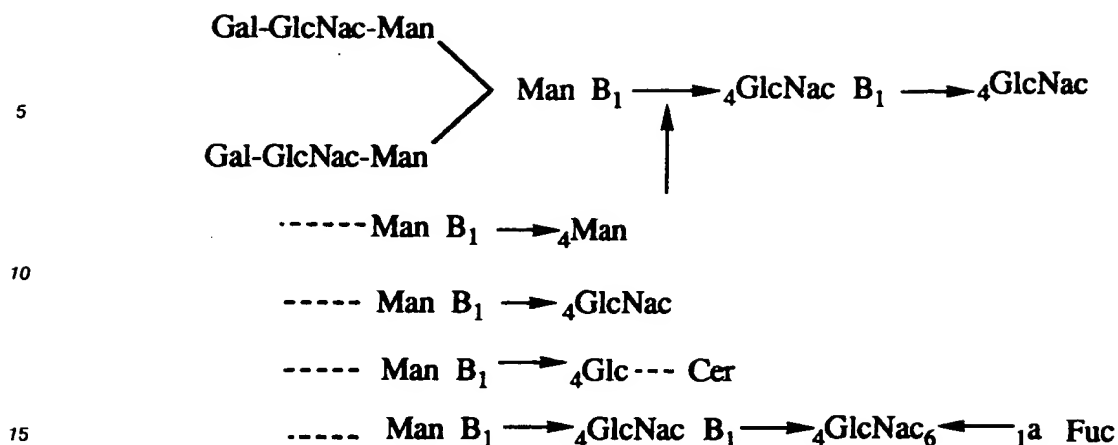 Gal-GlcNac-Man
5 Man B1 → 4GlcNac B1 → 4GlcNac
Gal-GlcNac-Man
------Man B1 → 4Man
10
----- Man B1 → 4GlcNac
----- Man B1 → 4Glc --- Cer
15 ----- Man B1 → 4GlcNac B1 → 4GlcNac6 ← 1a Fuc